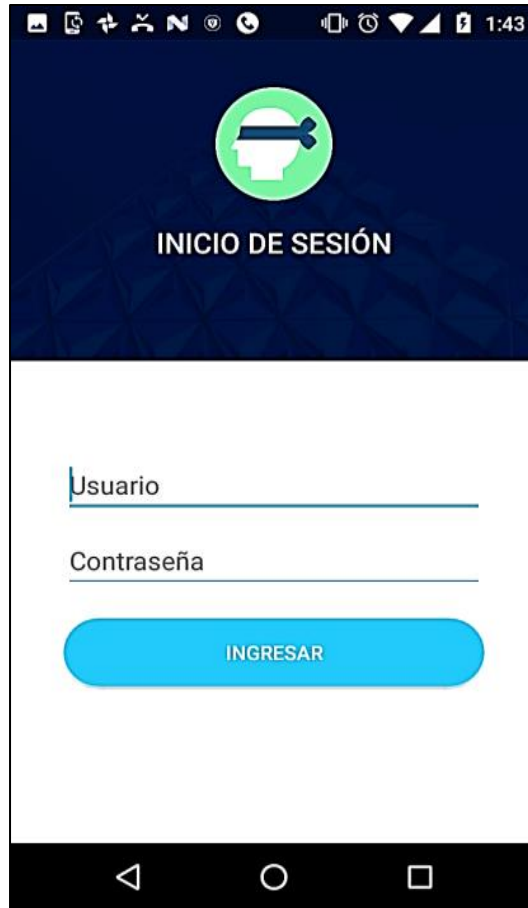 1:43
INICIO DE SESIÓN
Usuario
Contraseña
INGRESAR